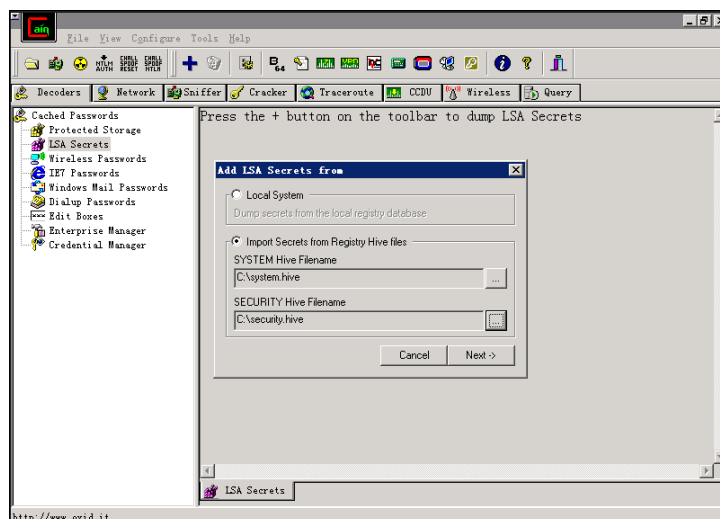 Cain
File View Configure Tools Help
NTLM AUTH
CHALL SPOOF RESET
CHALL SPOOF NTLM
B 64
Decoders Network Sniffer Cracker Traceroute CCDU Wireless Query
Cached Passwords
Protected Storage
LSA Secrets
Wireless Passwords
IE7 Passwords
Windows Mail Passwords
Dialup Passwords
Edit Boxes
Enterprise Manager
Credential Manager
Press the + button on the toolbar to dump LSA Secrets
Add LSA Secrets from
Local System
Dump secrets from the local registry database
Import Secrets from Registry Hive files
SYSTEM Hive Filename
C:\system.hive
...
SECURITY Hive Filename
C:\security.hive
...
Cancel Next ->
LSA Secrets
http://www.oxid.it